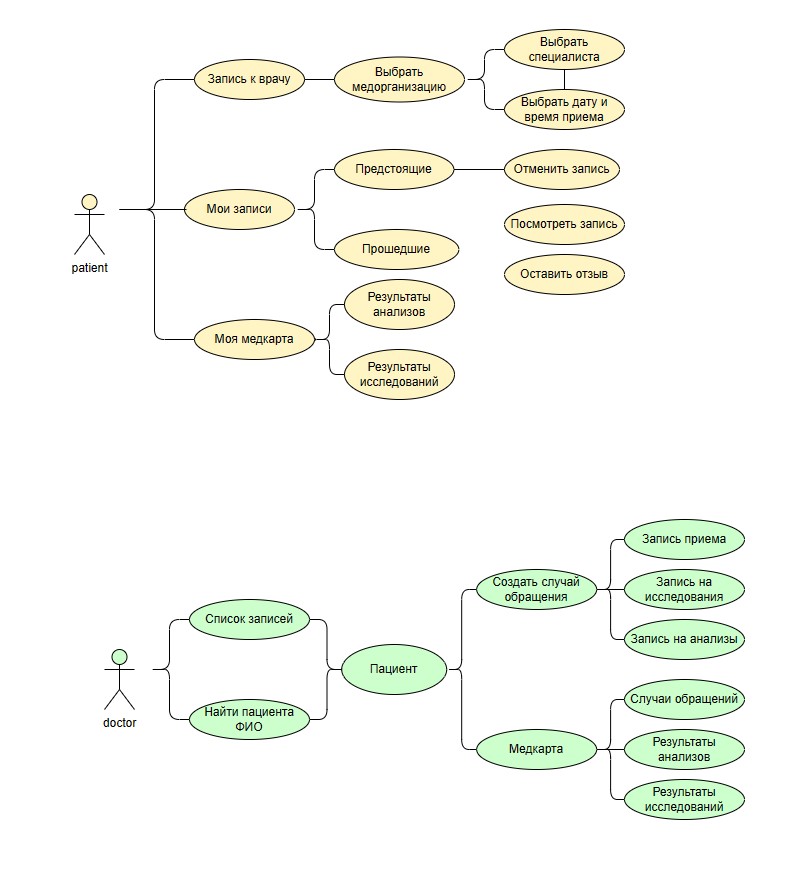 Выбрать
специалиста
Запись к врачу
Выбрать
медорганизацию
Выбрать дату и
время приема
Предстоящие
Отменить запись
Мои записи
Посмотреть запись
Прошедшие
patient
Оставить отзыв
Результаты
анализов
Моя медкарта
Результаты
исследований
Запись приема
Создать случай
обращения
Запись на
исследования
Список записей
Запись на анализы
Пациент
doctor
Найти пациента
ФИО
Случаи обращений
Медкарта
Результаты
анализов
Результаты
исследований